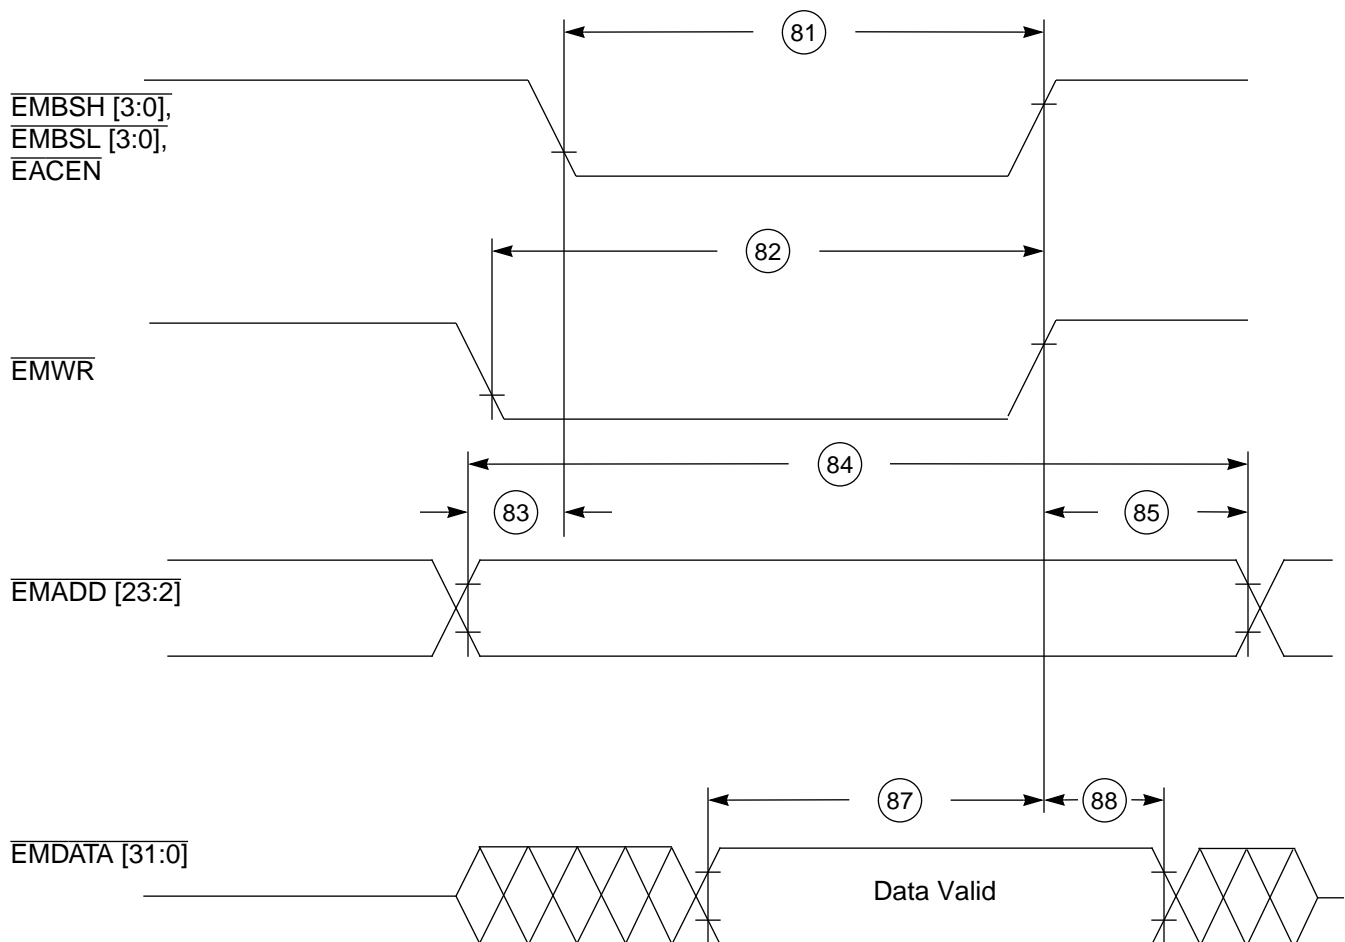 81
EMBSH [3:0],
EMBSL [3:0],
EACEN
82
EMWR
84
83
85
EMADD [23:2]
87
88
EMDATA [31:0]
Data Valid